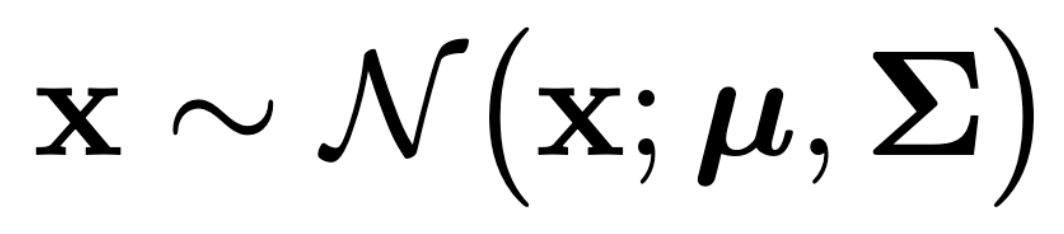 𝐱 ∼ 𝒩(𝐱; 𝝁, 𝚺)